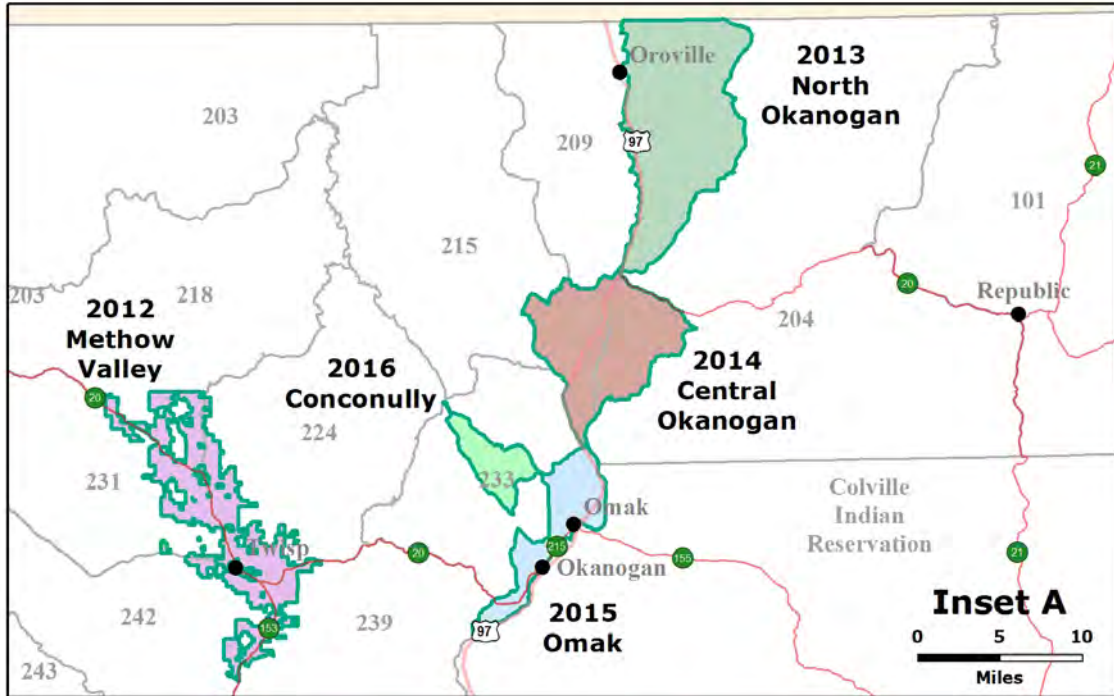 Oroville
2013
North
Okanogan
203
209
97
21
101
215
203
218
20
Republic
204
2012
Methow
Valley
2016
Conconully
2014
Central
Okanogan
20
224
231
233
Colville
Indian
Reservation
Omak
215
20
Twisp
Okanogan
155
21
242
239
2015
Omak
97
153
243
Inset A
0 5 10
Miles